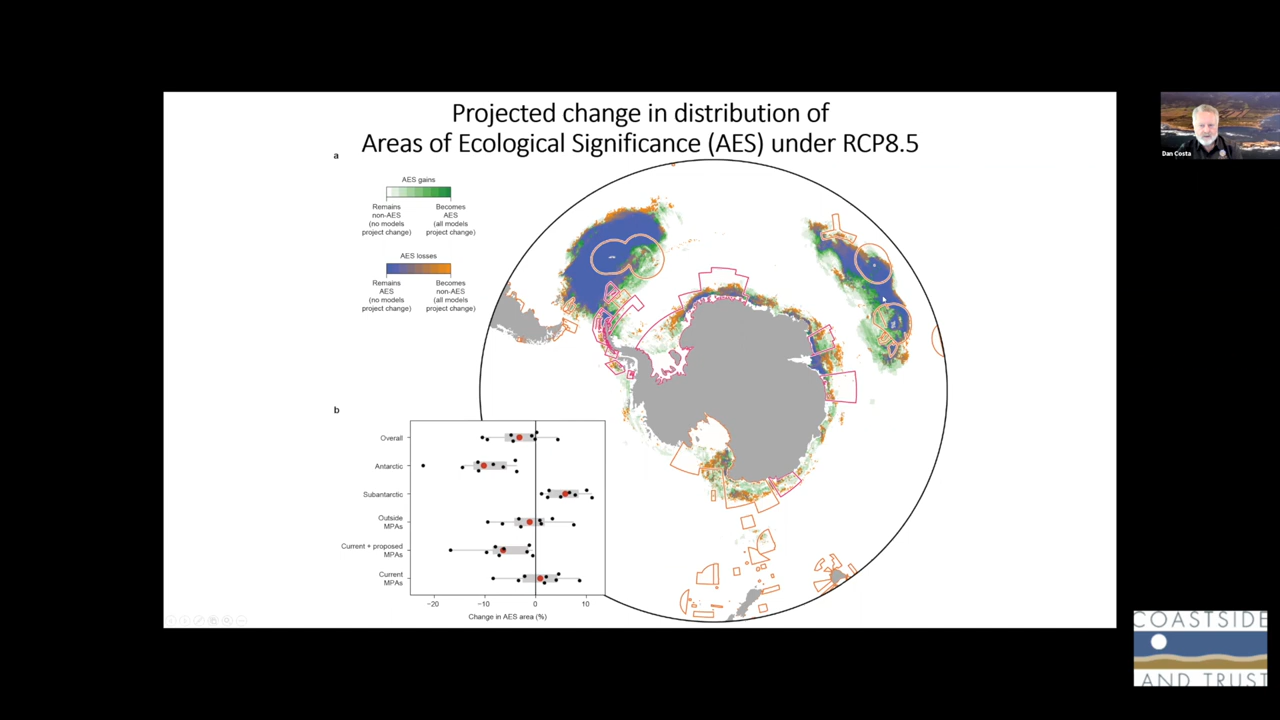 Projected change in distribution of
Areas of Ecological Significance (AES) under RCP8.5
a
AES gains
Remains
non-AES
(no models
project change)
Becomes
AES
(all models
project change)
AES losses
Remains
AES
(no models
project change)
Becomes
non-AES
(all models
project change)
b
Overall
Antarctic
Subantarctic
Outside
MPAs
Current + proposed
MPAs
Current
MPAs
−20
−10
0
10
Change in AES area (%)
Dan Costa
COASTSIDE
AND TRUST